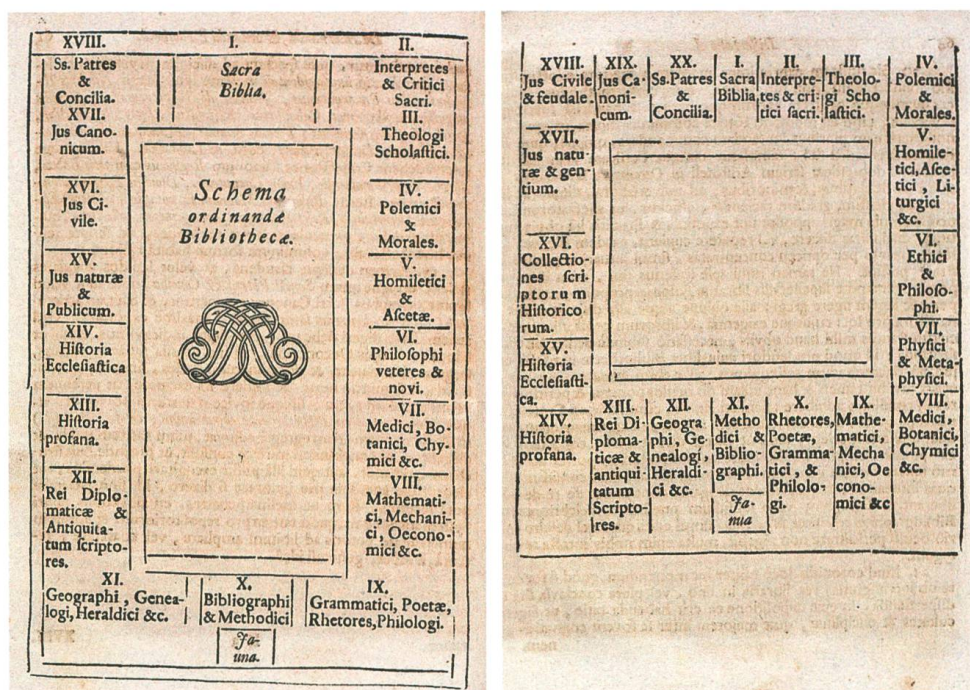 XVIII.
Ss. Patres
&
Concilia.
XVII.
Jus Cano-
nicum.
XVI.
Jus Ci-
vile.
XV.
Jus naturæ
&
Publicum.
XIV.
Hiſtoria
Eccleſiaſtica
XIII.
Hiſtoria
profana.
XII.
Rei Diplo-
maticæ &
Antiquita-
tum ſcripto-
res.
XI.
Geographi, Genea-
logi, Heraldici &c.
I.
Sacra
Biblia.
Schema
ordinandæ
Bibliothecæ.
X.
Bibliographi
& Methodici
Ja-
una.
II.
Interpretes
& Critici
Sacri.
III.
Theologi
Scholaſtici.
IV.
Polemici
&
Morales.
V.
Homiletici
&
Aſcetæ.
VI.
Philoſophi
veteres &
novi.
VII.
Medici, Bo-
tanici, Chy-
mici &c.
VIII.
Mathemati-
ci, Mechani-
ci, Oecono-
mici &c.
IX.
Grammatici, Poetæ,
Rhetores, Philologi.
XVIII.
Jus Civile
& feudale.
XIX.
Jus Ca-
noni-
cum.
XX.
Ss. Patres
&
Concilia.
I.
Sacra
Biblia.
II.
Interpre-
tes & cri-
tici ſacri.
III.
Theolo-
gi Scho
laſtici.
IV.
Polemici
&
Morales.
XVII.
Jus natu-
ræ & gen-
tium.
XVI.
Collectio-
nes ſcri-
ptorum
Hiſtorico
rum.
XV.
Hiſtoria
Eccleſiaſti-
ca.
XIV.
Hiſtoria
profana.
V.
Homile-
tici, Aſce-
tici, Li-
turgici
&c.
VI.
Ethici
&
Philoſo-
phi.
VII.
Phyſici
& Meta-
phyſici.
VIII.
Medici,
Botanici,
Chymici
&c.
XIII.
Rei Di-
ploma-
ticæ &
antiqui-
tatum
Scripto-
res.
XII.
Geogra-
phi, Ge-
nealogi,
Heraldi-
ci &c.
XI.
Metho
dici &
Biblio-
graphi.
Ja-
nua
X.
Rhetores,
Poetæ,
Gramma-
tici, &
Philolo-
gi.
IX.
Mathe-
matici,
Mecha
nici, Oe
cono-
mici &c